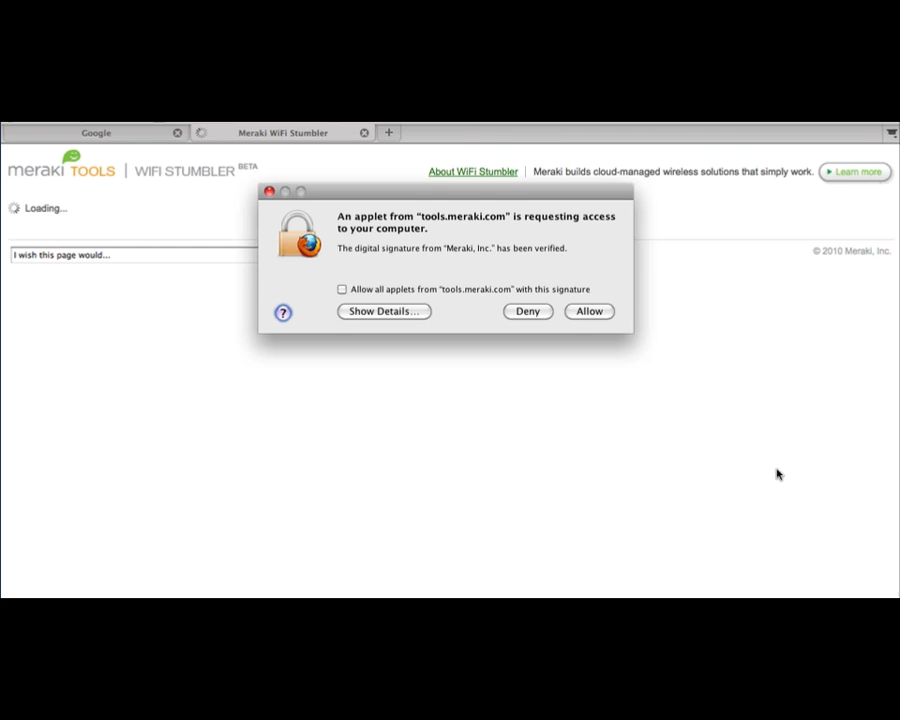 Google
Meraki WiFi Stumbler
+
meraki TOOLS | WIFI STUMBLER BETA
About WiFi Stumbler
Meraki builds cloud-managed wireless solutions that simply work.
Learn more
Loading...
An applet from “tools.meraki.com” is requesting access
to your computer.
The digital signature from “Meraki, Inc.” has been verified.
I wish this page would...
© 2010 Meraki, Inc.
Allow all applets from “tools.meraki.com” with this signature
?
Show Details...
Deny
Allow